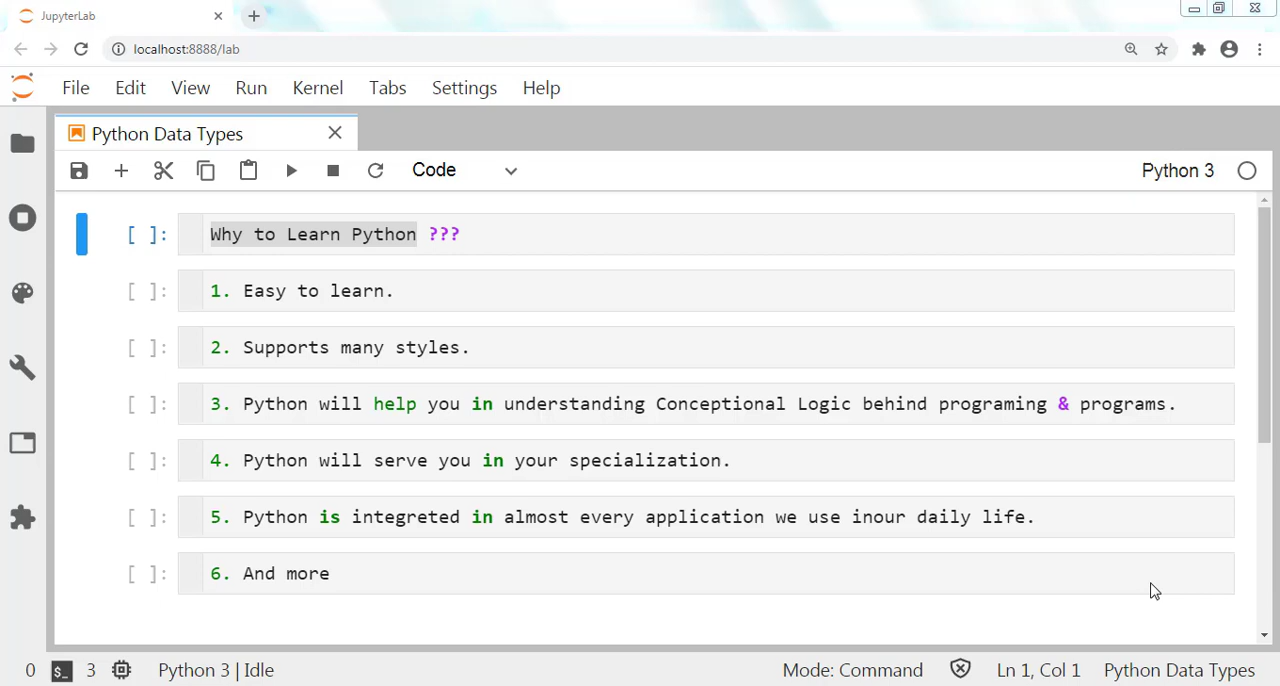 JupyterLab
localhost:8888/lab
File Edit View Run Kernel Tabs Settings Help
Python Data Types
Code Python 3
[ ]: Why to Learn Python ???
[ ]: 1. Easy to learn.
[ ]: 2. Supports many styles.
[ ]: 3. Python will help you in understanding Conceptional Logic behind programing & programs.
[ ]: 4. Python will serve you in your specialization.
[ ]: 5. Python is integreted in almost every application we use inour daily life.
[ ]: 6. And more
0 $_ 3 Python 3 | Idle Mode: Command Ln 1, Col 1 Python Data Types